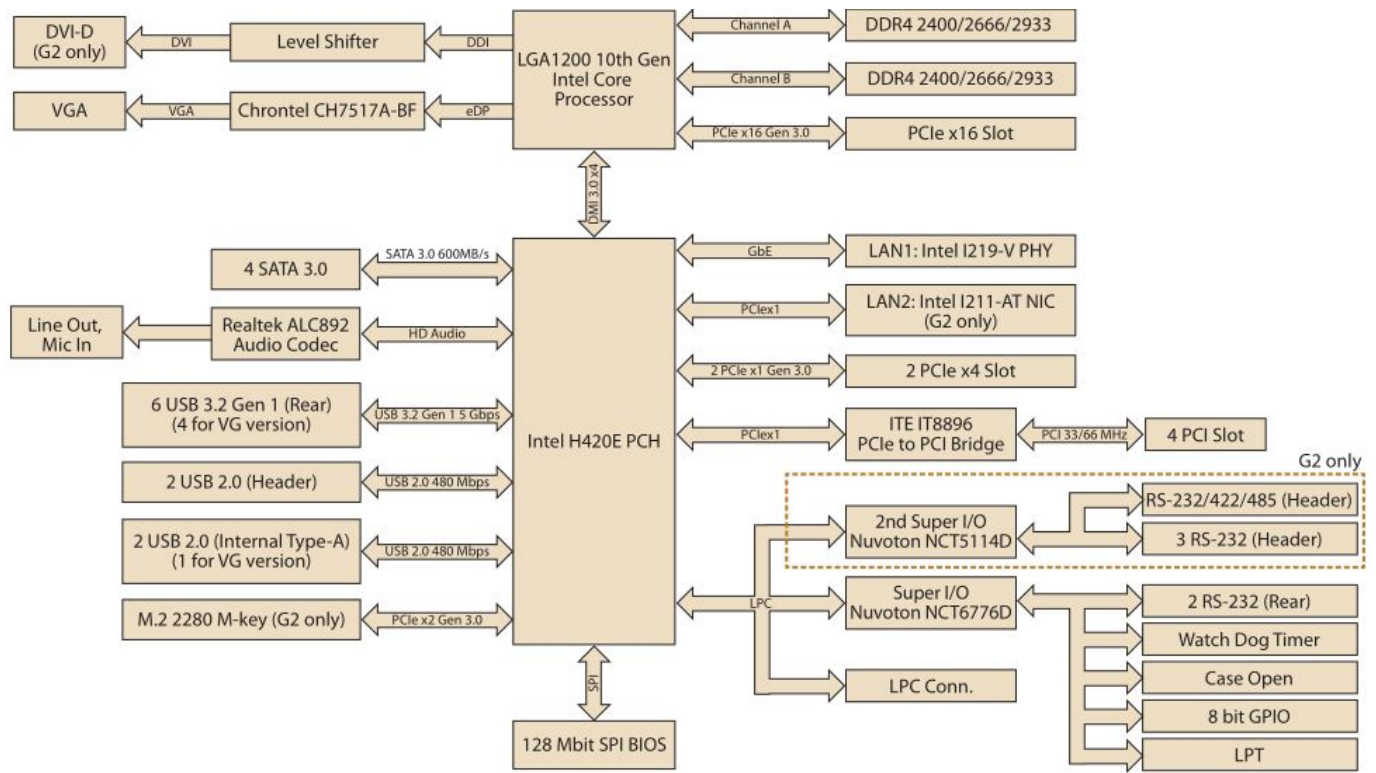 DVI-D
(G2 only)
DVI
Level Shifter
DDI
LGA1200 10th Gen
Intel Core
Processor
Channel A
DDR4 2400/2666/2933
Channel B
DDR4 2400/2666/2933
VGA
VGA
Chrontel CH7517A-BF
eDP
PCIe x16 Gen 3.0
PCIe x16 Slot
DMI 3.0 x4
4 SATA 3.0
SATA 3.0 600MB/s
Line Out,
Mic In
Realtek ALC892
Audio Codec
HD Audio
6 USB 3.2 Gen 1 (Rear)
(4 for VG version)
USB 3.2 Gen 1 5 Gbps
2 USB 2.0 (Header)
USB 2.0 480 Mbps
2 USB 2.0 (Internal Type-A)
(1 for VG version)
USB 2.0 480 Mbps
M.2 2280 M-key (G2 only)
PCIe x2 Gen 3.0
Intel H420E PCH
GbE
LAN1: Intel I219-V PHY
PCIex1
LAN2: Intel I211-AT NIC
(G2 only)
2 PCIe x1 Gen 3.0
2 PCIe x4 Slot
PCIex1
ITE IT8896
PCIe to PCI Bridge
PCI 33/66 MHz
4 PCI Slot
G2 only
2nd Super I/O
Nuvoton NCT5114D
RS-232/422/485 (Header)
3 RS-232 (Header)
LPC
Super I/O
Nuvoton NCT6776D
2 RS-232 (Rear)
Watch Dog Timer
Case Open
8 bit GPIO
LPT
LPC Conn.
SPI
128 Mbit SPI BIOS